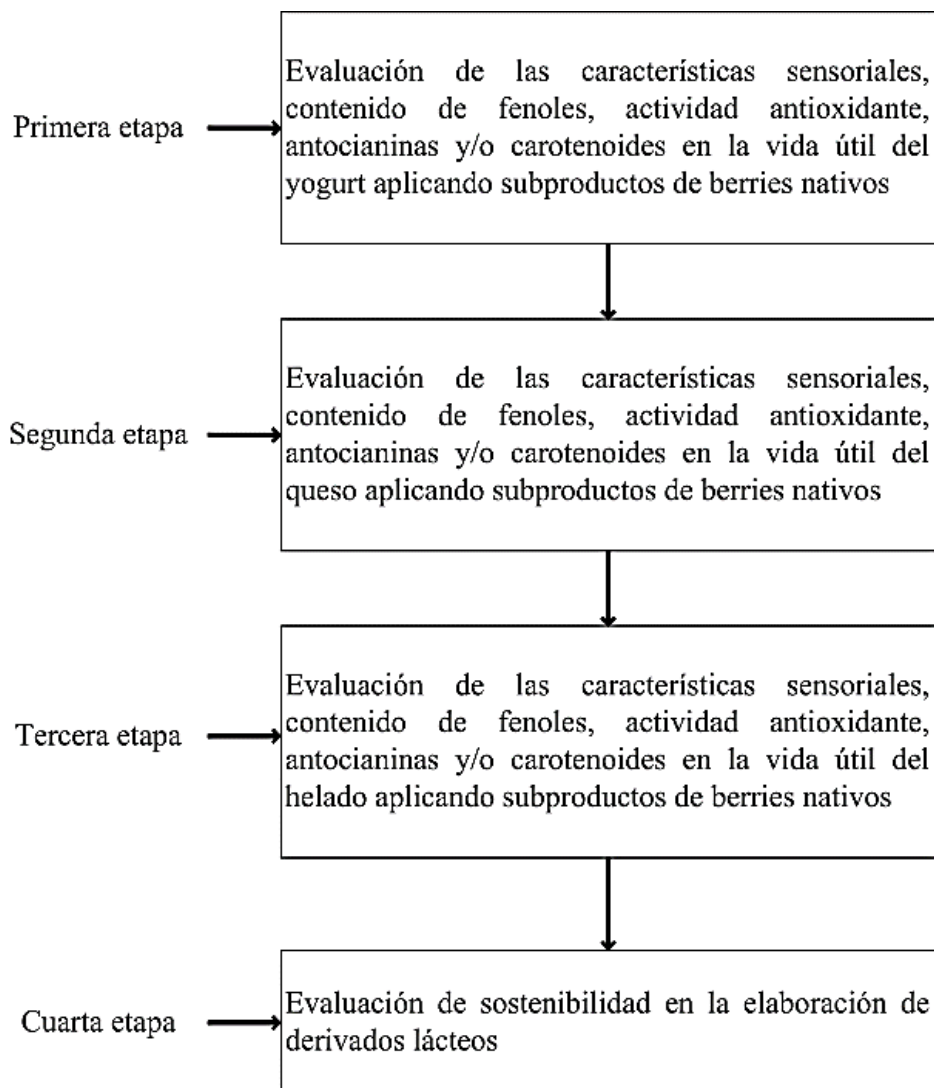 Primera etapa
Evaluación de las características sensoriales,
contenido de fenoles, actividad antioxidante,
antocianinas y/o carotenoides en la vida útil del
yogurt aplicando subproductos de berries nativos
Segunda etapa
Evaluación de las características sensoriales,
contenido de fenoles, actividad antioxidante,
antocianinas y/o carotenoides en la vida útil del
queso aplicando subproductos de berries nativos
Tercera etapa
Evaluación de las características sensoriales,
contenido de fenoles, actividad antioxidante,
antocianinas y/o carotenoides en la vida útil del
helado aplicando subproductos de berries nativos
Cuarta etapa
Evaluación de sostenibilidad en la elaboración de
derivados lácteos